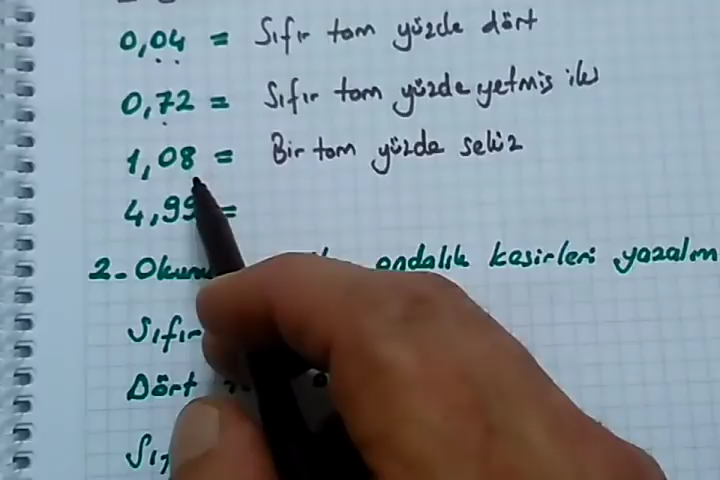 0,04 = Sıfır tam yüzde dört
0,72 = Sıfır tam yüzde yetmiş iki
1,08 = Bir tam yüzde sekiz
4,99 =
2- ondalık kesirleri yazalım
Sıfır
Dört